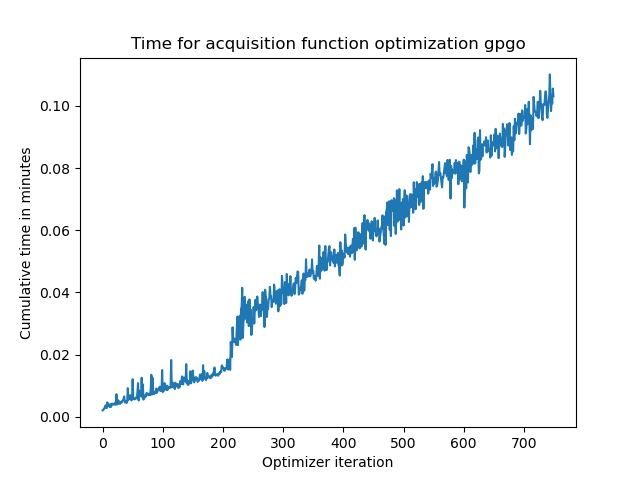 Time for acquisition function optimization gpgo
Cumulative time in minutes
0.10
0.08
0.06
0.04
0.02
0.00
0 100 200 300 400 500 600 700
Optimizer iteration